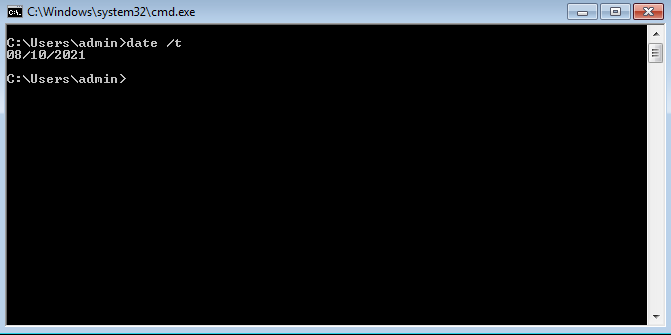 C:\Windows\system32\cmd.exe
C:\Users\admin>date /t
08/10/2021
C:\Users\admin>